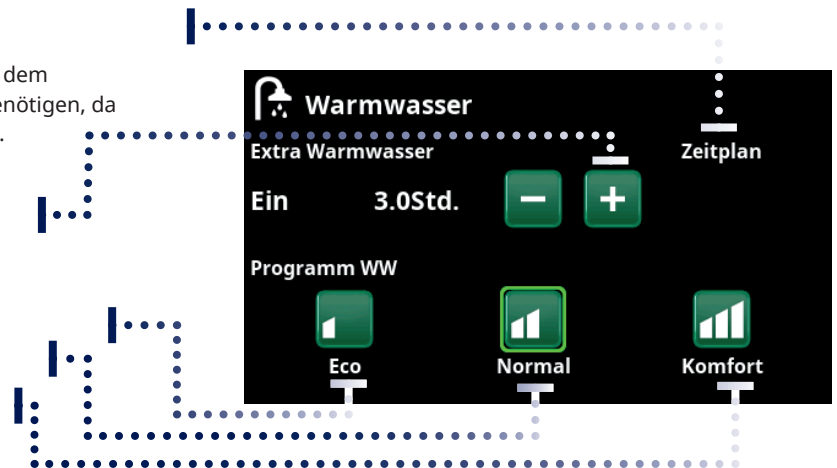 dem
enötigen, da
.
Warmwasser
Extra Warmwasser
Zeitplan
Ein 3.0Std. − +
Programm WW
Eco Normal Komfort